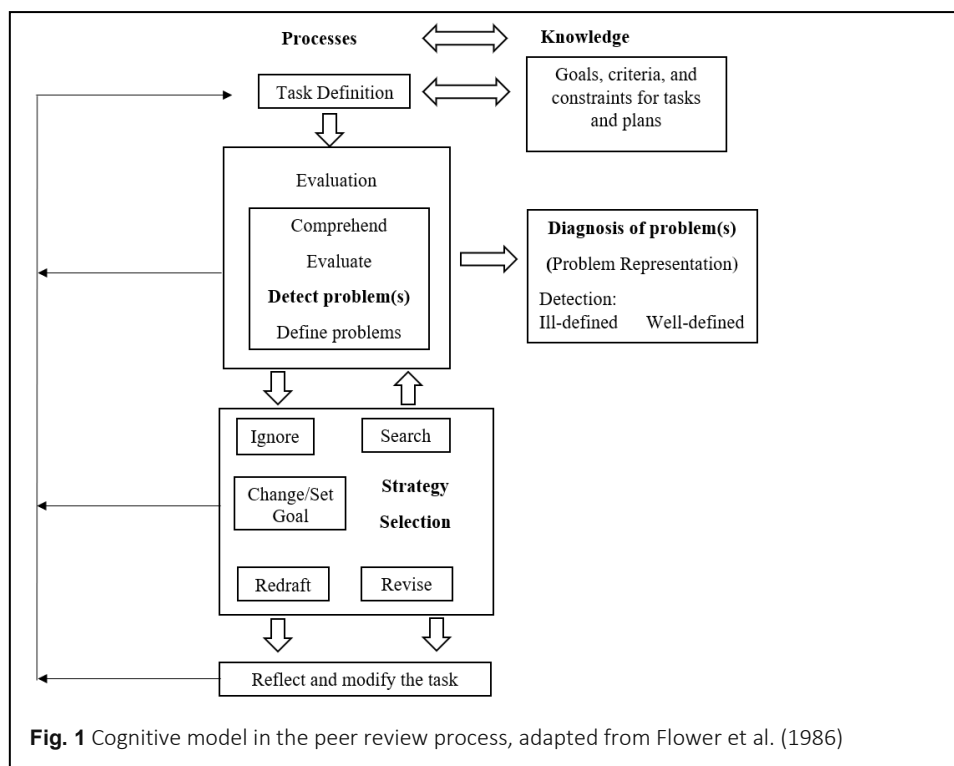 Processes
Knowledge
Task Definition
Goals, criteria, and
constraints for tasks
and plans
Evaluation
Comprehend
Evaluate
Detect problem(s)
Define problems
Diagnosis of problem(s)
(Problem Representation)
Detection:
Ill-defined Well-defined
Ignore
Search
Change/Set
Goal
Strategy
Selection
Redraft
Revise
Reflect and modify the task
Fig. 1 Cognitive model in the peer review process, adapted from Flower et al. (1986)